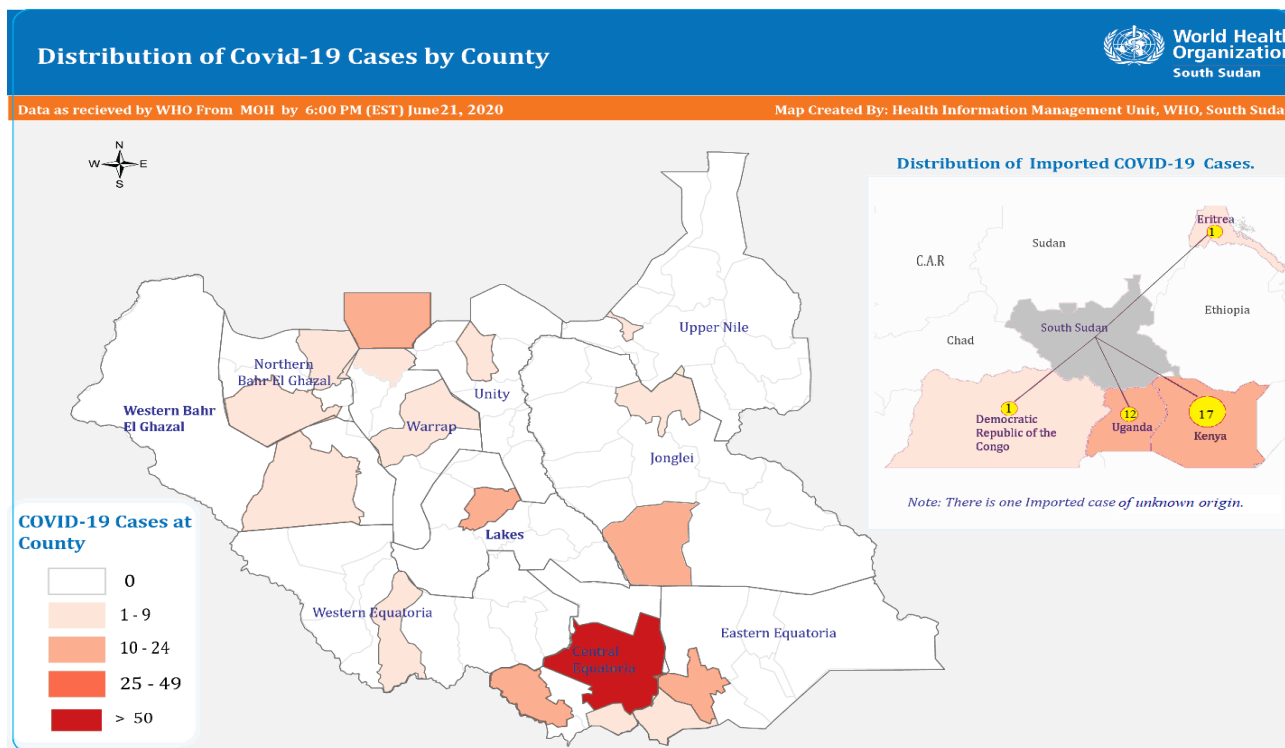 Distribution of Covid-19 Cases by County
World Health
Organization
South Sudan
Data as recieved by WHO From MOH by 6:00 PM (EST) June21, 2020
Map Created By: Health Information Management Unit, WHO, South Suda
N
W E
S
Distribution of Imported COVID-19 Cases.
Eritrea
1
Sudan
C.A.R
Ethiopia
South Sudan
Chad
1
12
17
Democratic
Republic of the
Congo
Uganda
Kenya
Note: There is one Imported case of unknown origin.
Upper Nile
Northern
Bahr El Ghazal
Unity
Western Bahr
El Ghazal
Warrap
Jonglei
Lakes
Western Equatoria
Eastern Equatoria
Central
Equatoria
COVID-19 Cases at
County
0
1 - 9
10 - 24
25 - 49
> 50